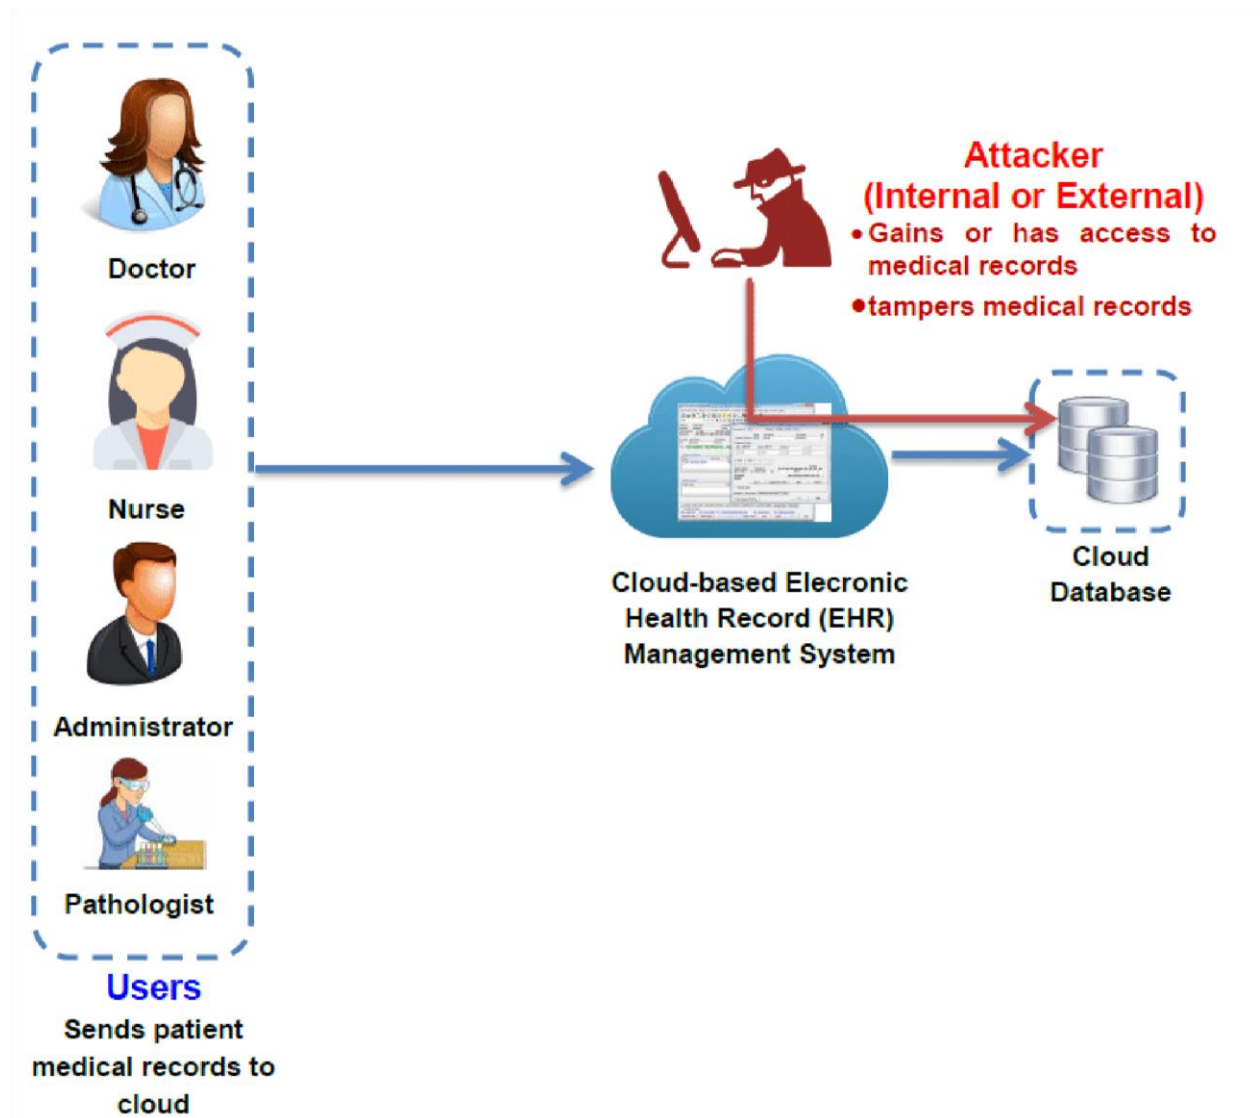 Doctor
Nurse
Administrator
Pathologist
Users
Sends patient
medical records to
cloud
Attacker
(Internal or External)
• Gains or has access to
medical records
•tampers medical records
Cloud-based Elecronic
Health Record (EHR)
Management System
Cloud
Database